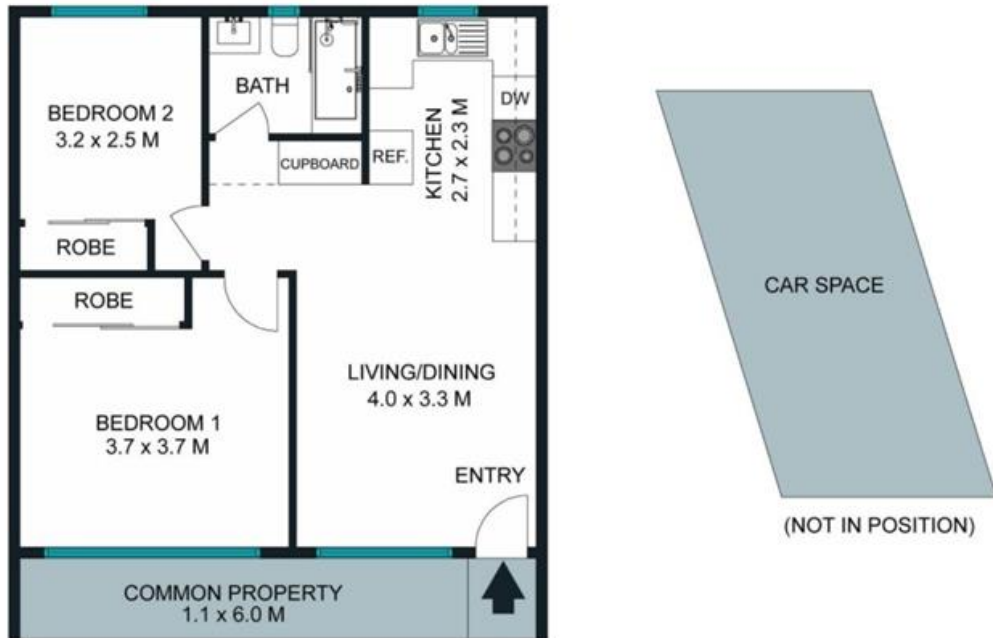 BATH
BEDROOM 2
3.2 x 2.5 M
CUPBOARD
REF.
KITCHEN
2.7 x 2.3 M
DW
ROBE
ROBE
BEDROOM 1
3.7 x 3.7 M
LIVING/DINING
4.0 x 3.3 M
ENTRY
COMMON PROPERTY
1.1 x 6.0 M
CAR SPACE
(NOT IN POSITION)